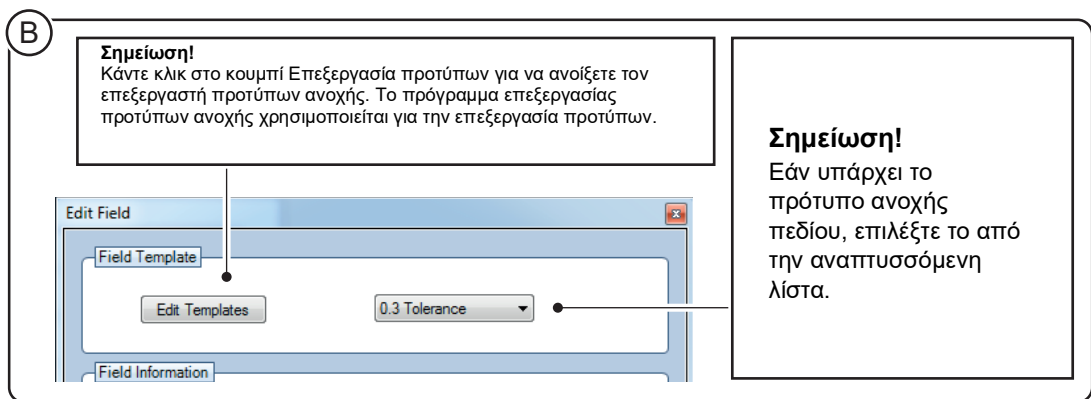 B
Σημείωση!
Κάντε κλικ στο κουμπί Επεξεργασία προτύπων για να ανοίξετε τον
επεξεργαστή προτύπων ανοχής. Το πρόγραμμα επεξεργασίας
προτύπων ανοχής χρησιμοποιείται για την επεξεργασία προτύπων.
Σημείωση!
Εάν υπάρχει το
πρότυπο ανοχής
πεδίου, επιλέξτε το από
την αναπτυσσόμενη
λίστα.
Edit Field
Field Template
Edit Templates
0.3 Tolerance
Field Information